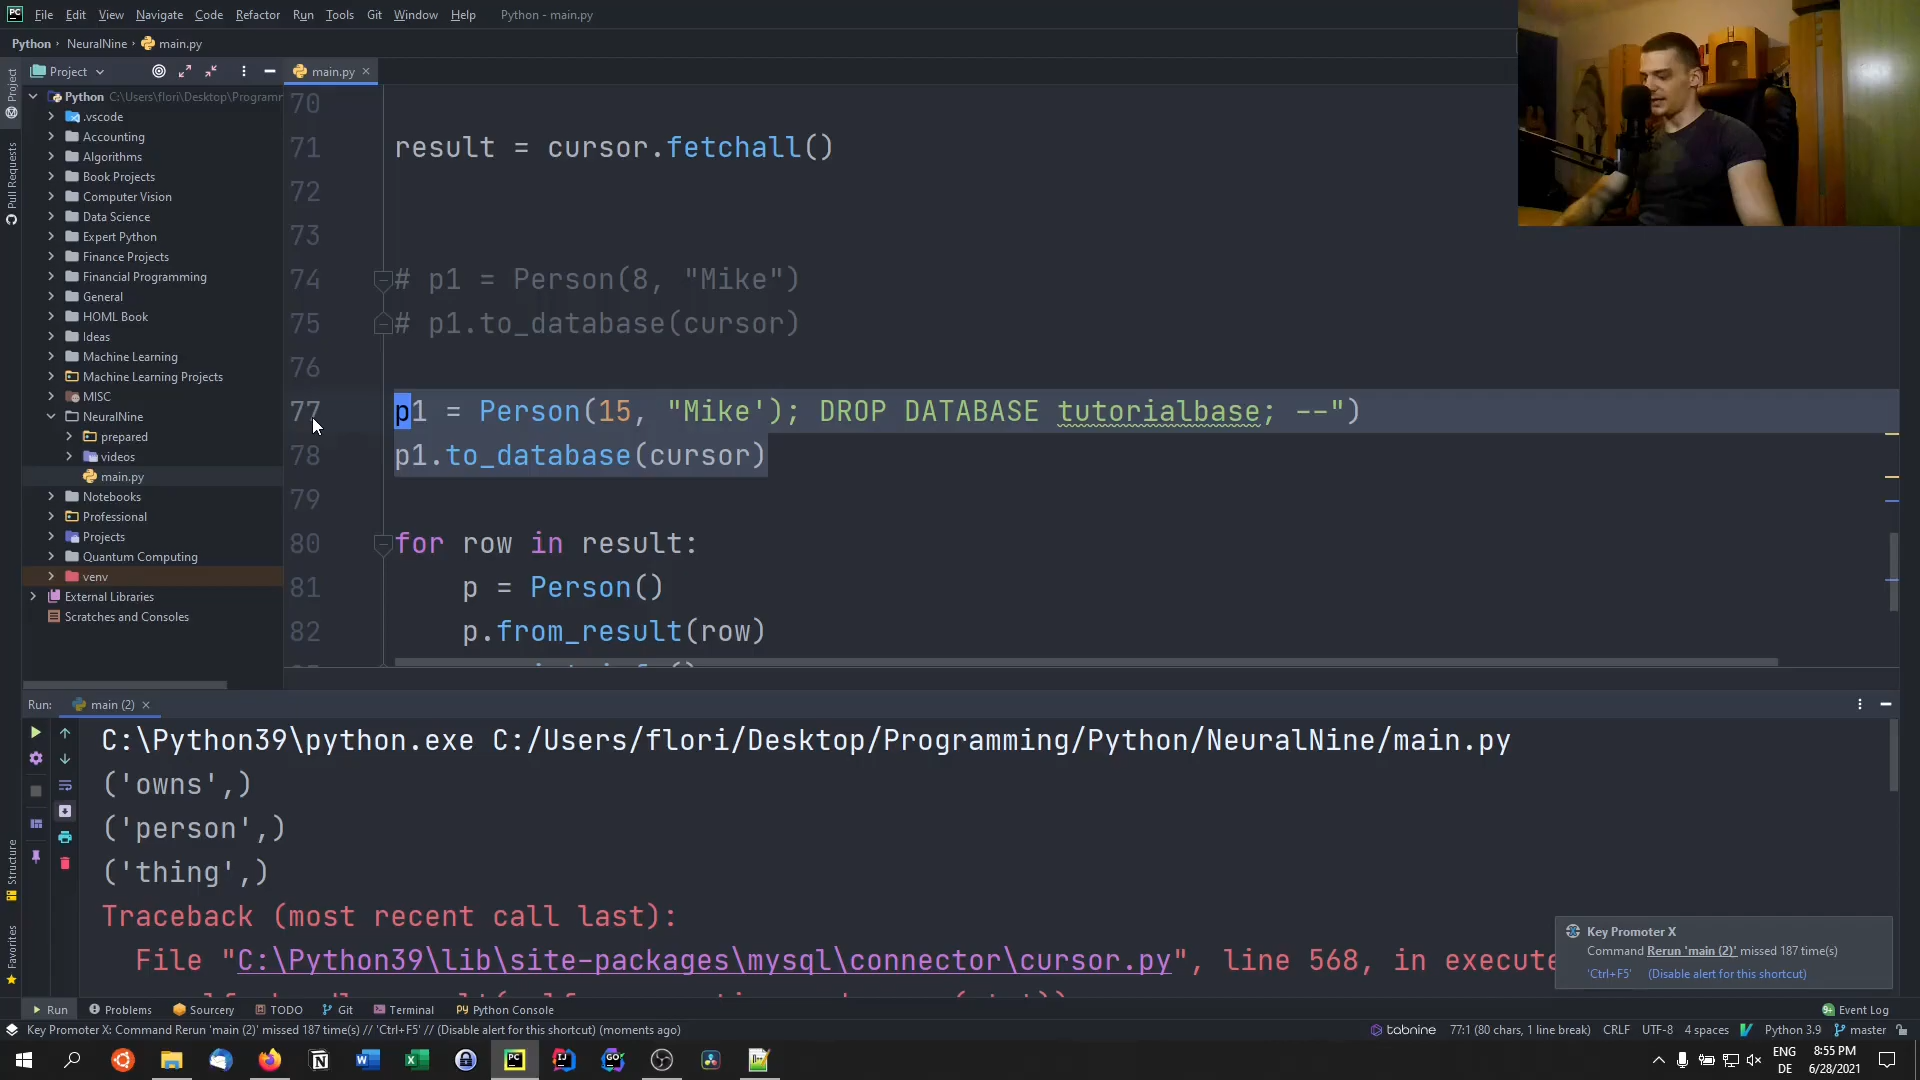 File Edit View Navigate Code Refactor Run Tools Git Window Help Python - main.py
Python NeuralNine main.py
Project
main.py
Project
Pull Requests
Structure
Favorites
Python C:\Users\flori\Desktop\Programm
.vscode
Accounting
Algorithms
Book Projects
Computer Vision
Data Science
Expert Python
Finance Projects
Financial Programming
General
HOML Book
Ideas
Machine Learning
Machine Learning Projects
MISC
NeuralNine
prepared
videos
main.py
Notebooks
Professional
Projects
Quantum Computing
venv
External Libraries
Scratches and Consoles
70
71 result = cursor.fetchall()
72
73
74 # p1 = Person(8, "Mike")
75 # p1.to_database(cursor)
76
77 p1 = Person(15, "Mike'); DROP DATABASE tutorialbase; --")
78 p1.to_database(cursor)
79
80 for row in result:
81 p = Person()
82 p.from_result(row)
Run: main (2)
C:\Python39\python.exe C:/Users/flori/Desktop/Programming/Python/NeuralNine/main.py
('owns',)
('person',)
('thing',)
Traceback (most recent call last):
File "C:\Python39\lib\site-packages\mysql\connector\cursor.py", line 568, in execute
Key Promoter X
Command Rerun 'main (2)' missed 187 time(s)
'Ctrl+F5' (Disable alert for this shortcut)
Run Problems Sourcery TODO Git Terminal Python Console Event Log
Key Promoter X: Command Rerun 'main (2)' missed 187 time(s) // 'Ctrl+F5' // (Disable alert for this shortcut) (moments ago) tabnine 77:1 (80 chars, 1 line break) CRLF UTF-8 4 spaces Python 3.9 master
ENG
DE
8:55 PM
6/28/2021